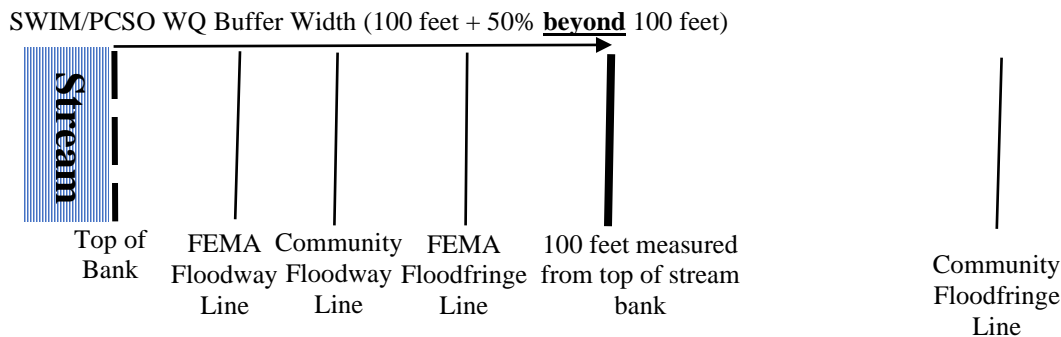 SWIM/PCSO WQ Buffer Width (100 feet + 50% beyond 100 feet)
Stream
Top of
Bank
FEMA
Floodway
Line
Community
Floodway
Line
FEMA
Floodfringe
Line
100 feet measured
from top of stream
bank
Community
Floodfringe
Line